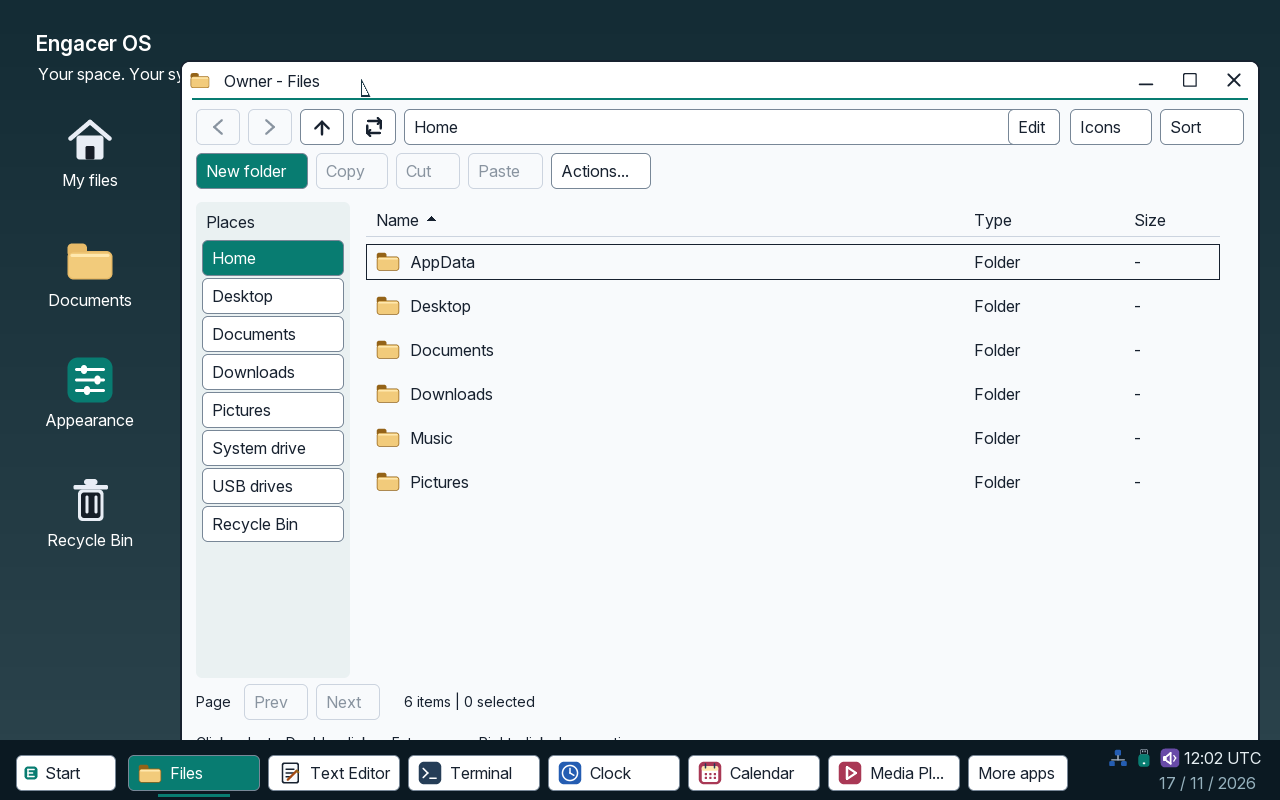 Engacer OS
Your space. Your sy
My files
Documents
Appearance
Recycle Bin
Owner - Files
Home
Edit
Icons
Sort
New folder
Copy
Cut
Paste
Actions...
Places
Home
Desktop
Documents
Downloads
Pictures
System drive
USB drives
Recycle Bin
Name Type Size
AppData Folder -
Desktop Folder -
Documents Folder -
Downloads Folder -
Music Folder -
Pictures Folder -
Page Prev Next 6 items | 0 selected
Start
Files
Text Editor
Terminal
Clock
Calendar
Media Pl...
More apps
12:02 UTC
17 / 11 / 2026